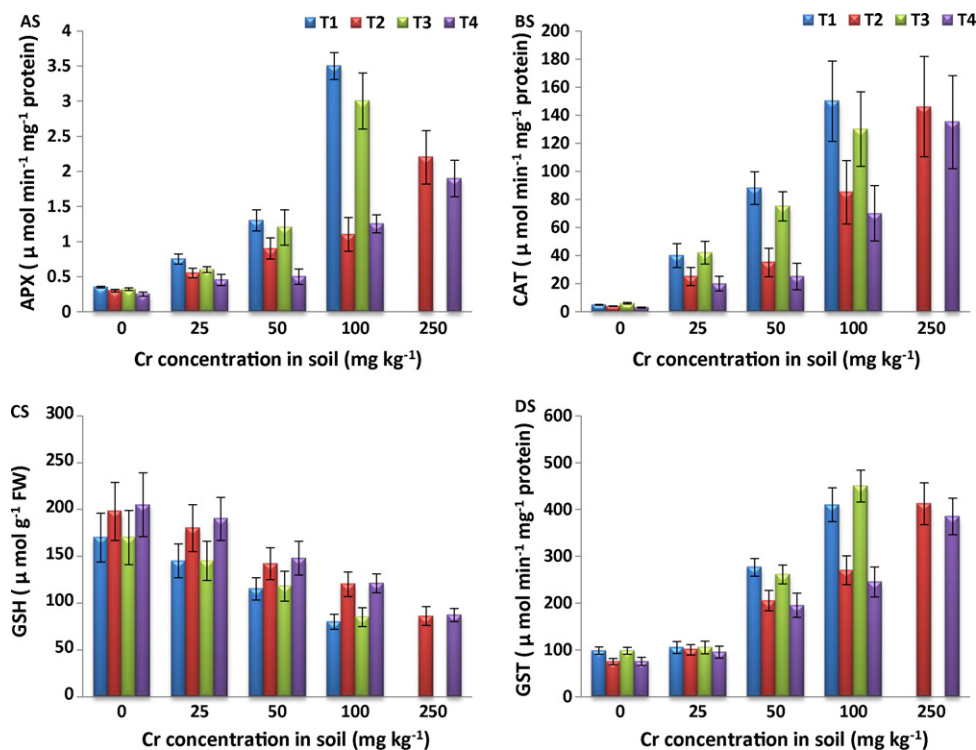 AS
T1 T2 T3 T4
APX ( μ mol min⁻¹ mg⁻¹ protein)
4
3.5
3
2.5
2
1.5
1
0.5
0
0 25 50 100 250
Cr concentration in soil (mg kg⁻¹)
BS
T1 T2 T3 T4
CAT ( μ mol min⁻¹ mg⁻¹ protein)
200
180
160
140
120
100
80
60
40
20
0
0 25 50 100 250
Cr concentration in soil (mg kg⁻¹)
CS
GSH ( μ mol g⁻¹ FW)
300
250
200
150
100
50
0
0 25 50 100 250
Cr concentration in soil (mg kg⁻¹)
DS
GST ( μ mol min⁻¹ mg⁻¹ protein)
600
500
400
300
200
100
0
0 25 50 100 250
Cr concentration in soil (mg kg⁻¹)